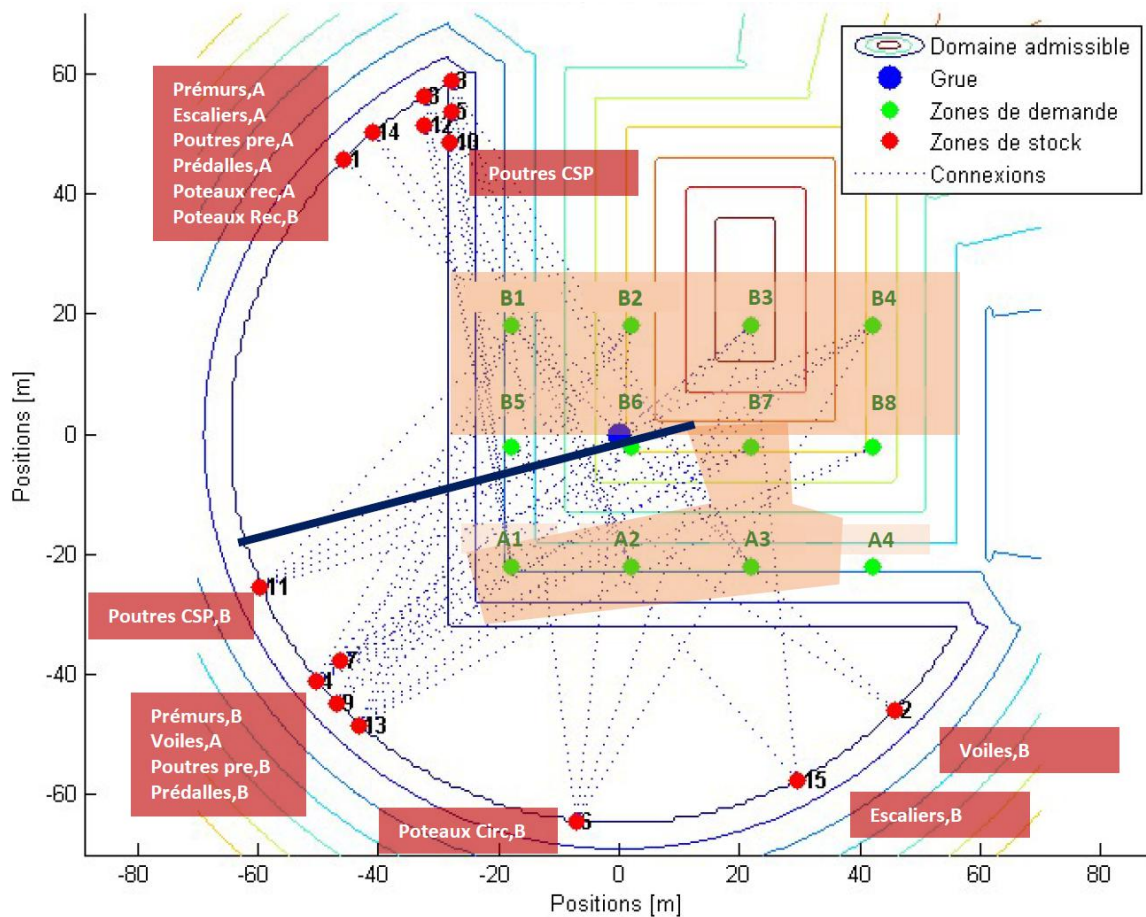 Domaine admissible
Grue
Zones de demande
Zones de stock
Connexions
Prémurs,A
Escaliers,A
Poutres pre,A
Prédalles,A
Poteaux rec,A
Poteaux Rec,B
Poutres CSP
3
8
5
12
14
10
1
B1 B2 B3 B4
B5 B6 B7 B8
A1 A2 A3 A4
11
Poutres CSP,B
7
4
9
13
2
15
6
Prémurs,B
Voiles,A
Poutres pre,B
Prédalles,B
Poteaux Circ,B
Voiles,B
Escaliers,B
60
40
20
0
-20
-40
-60
Positions [m]
-80 -60 -40 -20 0 20 40 60 80
Positions [m]